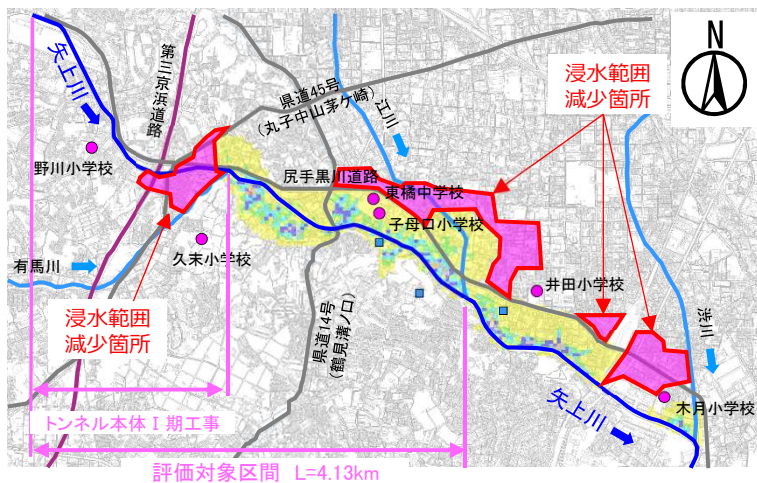 矢上川
第三京浜道路
県道45号
(丸子中山茅ケ崎)
江川
浸水範囲
減少箇所
N
野川小学校
尻手黒川道路
東橘中学校
子母口小学校
久末小学校
有馬川
井田小学校
浸水範囲
減少箇所
県道14号
(鶴見溝ノ口)
渋川
トンネル本体Ⅰ期工事
矢上川
木月小学校
評価対象区間 L=4.13km